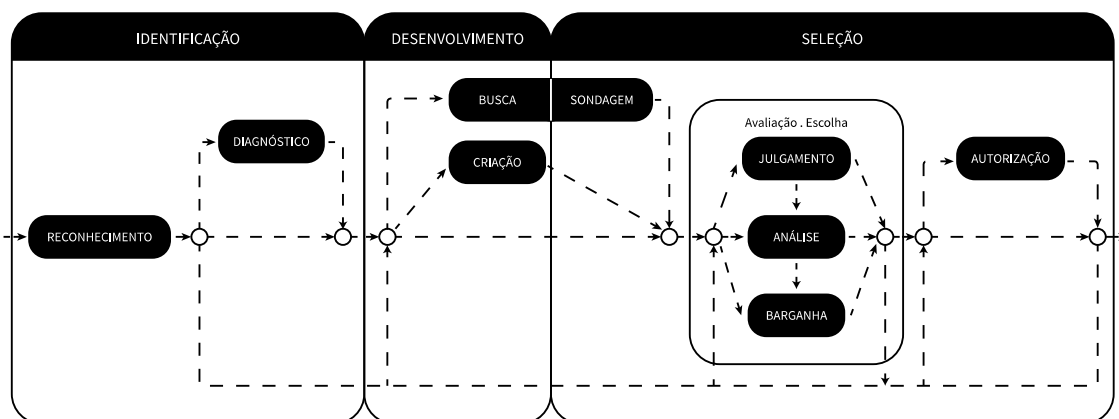 IDENTIFICAÇÃO
DESENVOLVIMENTO
SELEÇÃO
BUSCA
SONDAGEM
Avaliação . Escolha
DIAGNÓSTICO
CRIAÇÃO
JULGAMENTO
AUTORIZAÇÃO
RECONHECIMENTO
ANÁLISE
BARGANHA